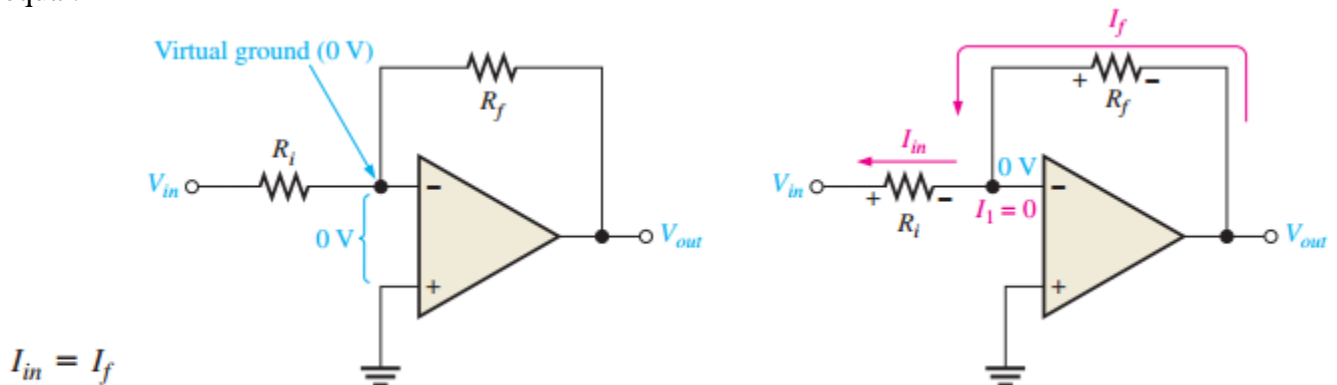 Virtual ground (0 V)
R_f
R_i
V_in
−
0 V
+
V_out
I_in = I_f
I_f
+ −
R_f
I_in
0 V
V_in
+ −
R_i
I_1 = 0
−
+
V_out